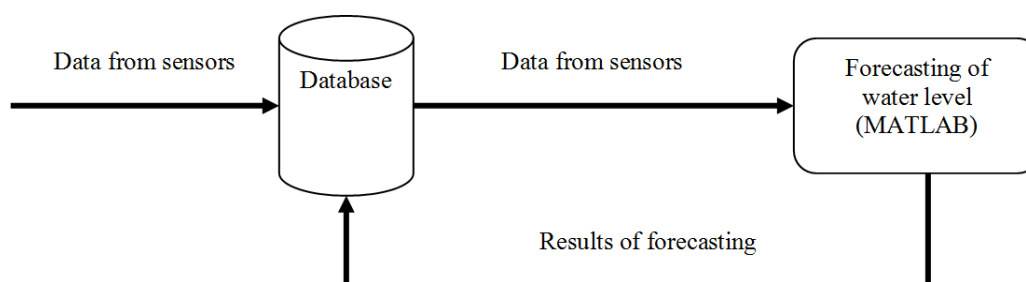 Data from sensors
Database
Data from sensors
Forecasting of
water level
(MATLAB)
Results of forecasting